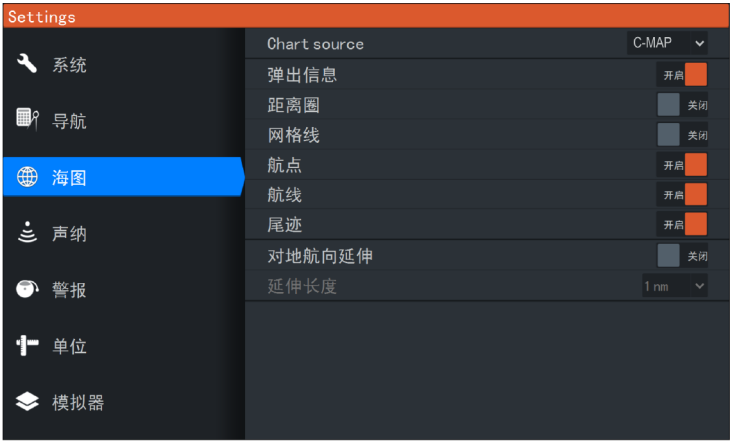 Settings
系统
导航
海图
声纳
警报
单位
模拟器
Chart source C-MAP
弹出信息 开启
距离圈 关闭
网格线 关闭
航点 开启
航线 开启
尾迹 开启
对地航向延伸 关闭
延伸长度 1 nm